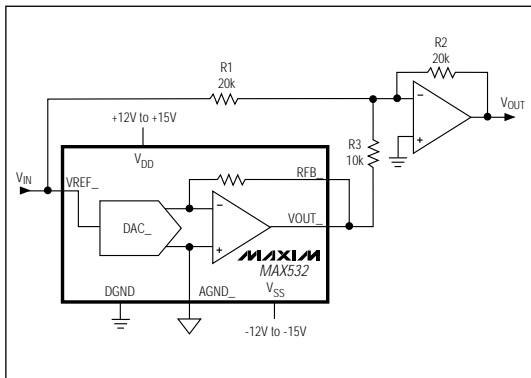 R1
20k
R2
20k
VOUT
−
+
R3
10k
+12V to +15V
VDD
VIN
VREF_
RFB_
DAC_
−
+
VOUT_
MAXIM
MAX532
DGND
AGND_
VSS
-12V to -15V